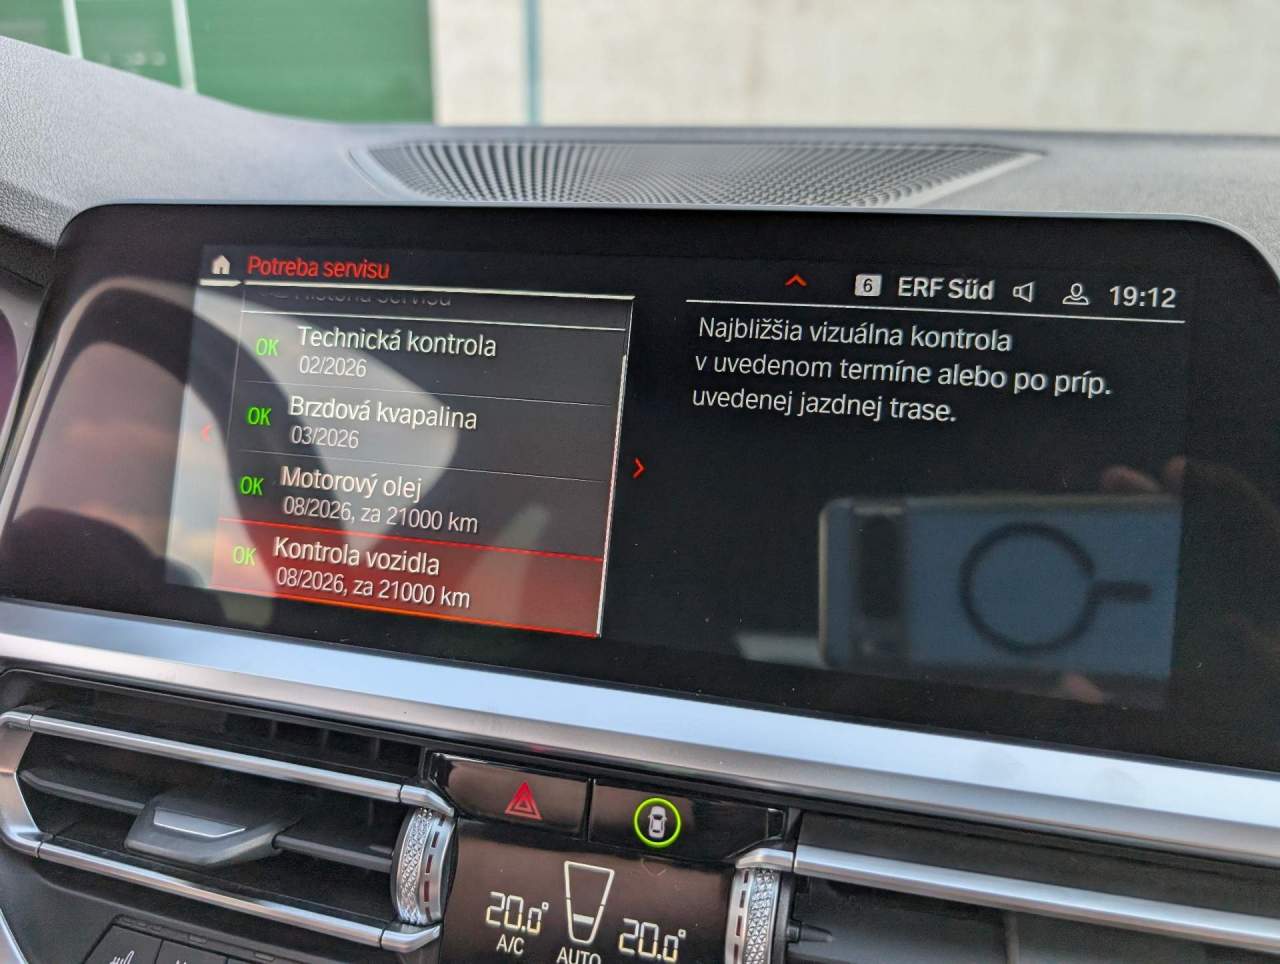 Potreba servisu
6 ERF Süd 19:12
História servisu
OK Technická kontrola
02/2026
OK Brzdová kvapalina
03/2026
OK Motorový olej
08/2026, za 21000 km
OK Kontrola vozidla
08/2026, za 21000 km
Najbližšia vizuálna kontrola
v uvedenom termíne alebo po príp.
uvedenej jazdnej trase.
20.0°
A/C
AUTO
20.0°